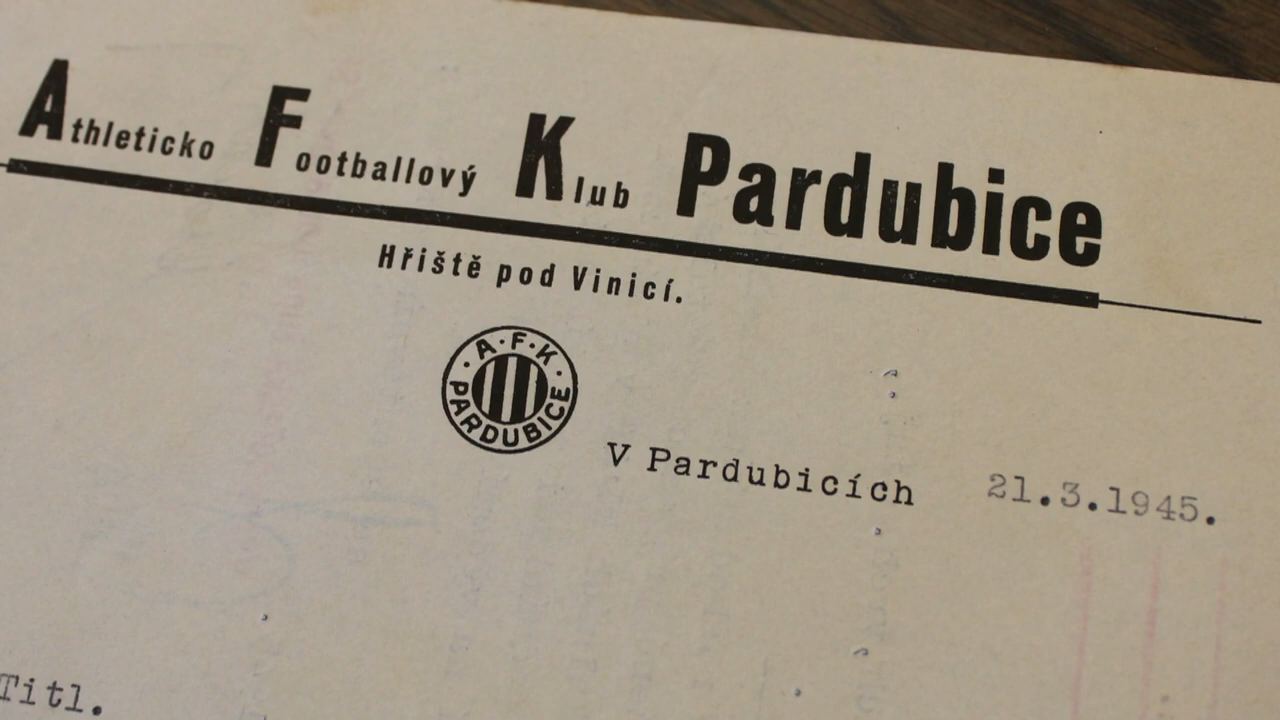 Athleticko Footballový Klub Pardubice
Hřiště pod Vinicí.
A·F·K·
PARDUBICE
V Pardubicích 21.3.1945.
Titl.